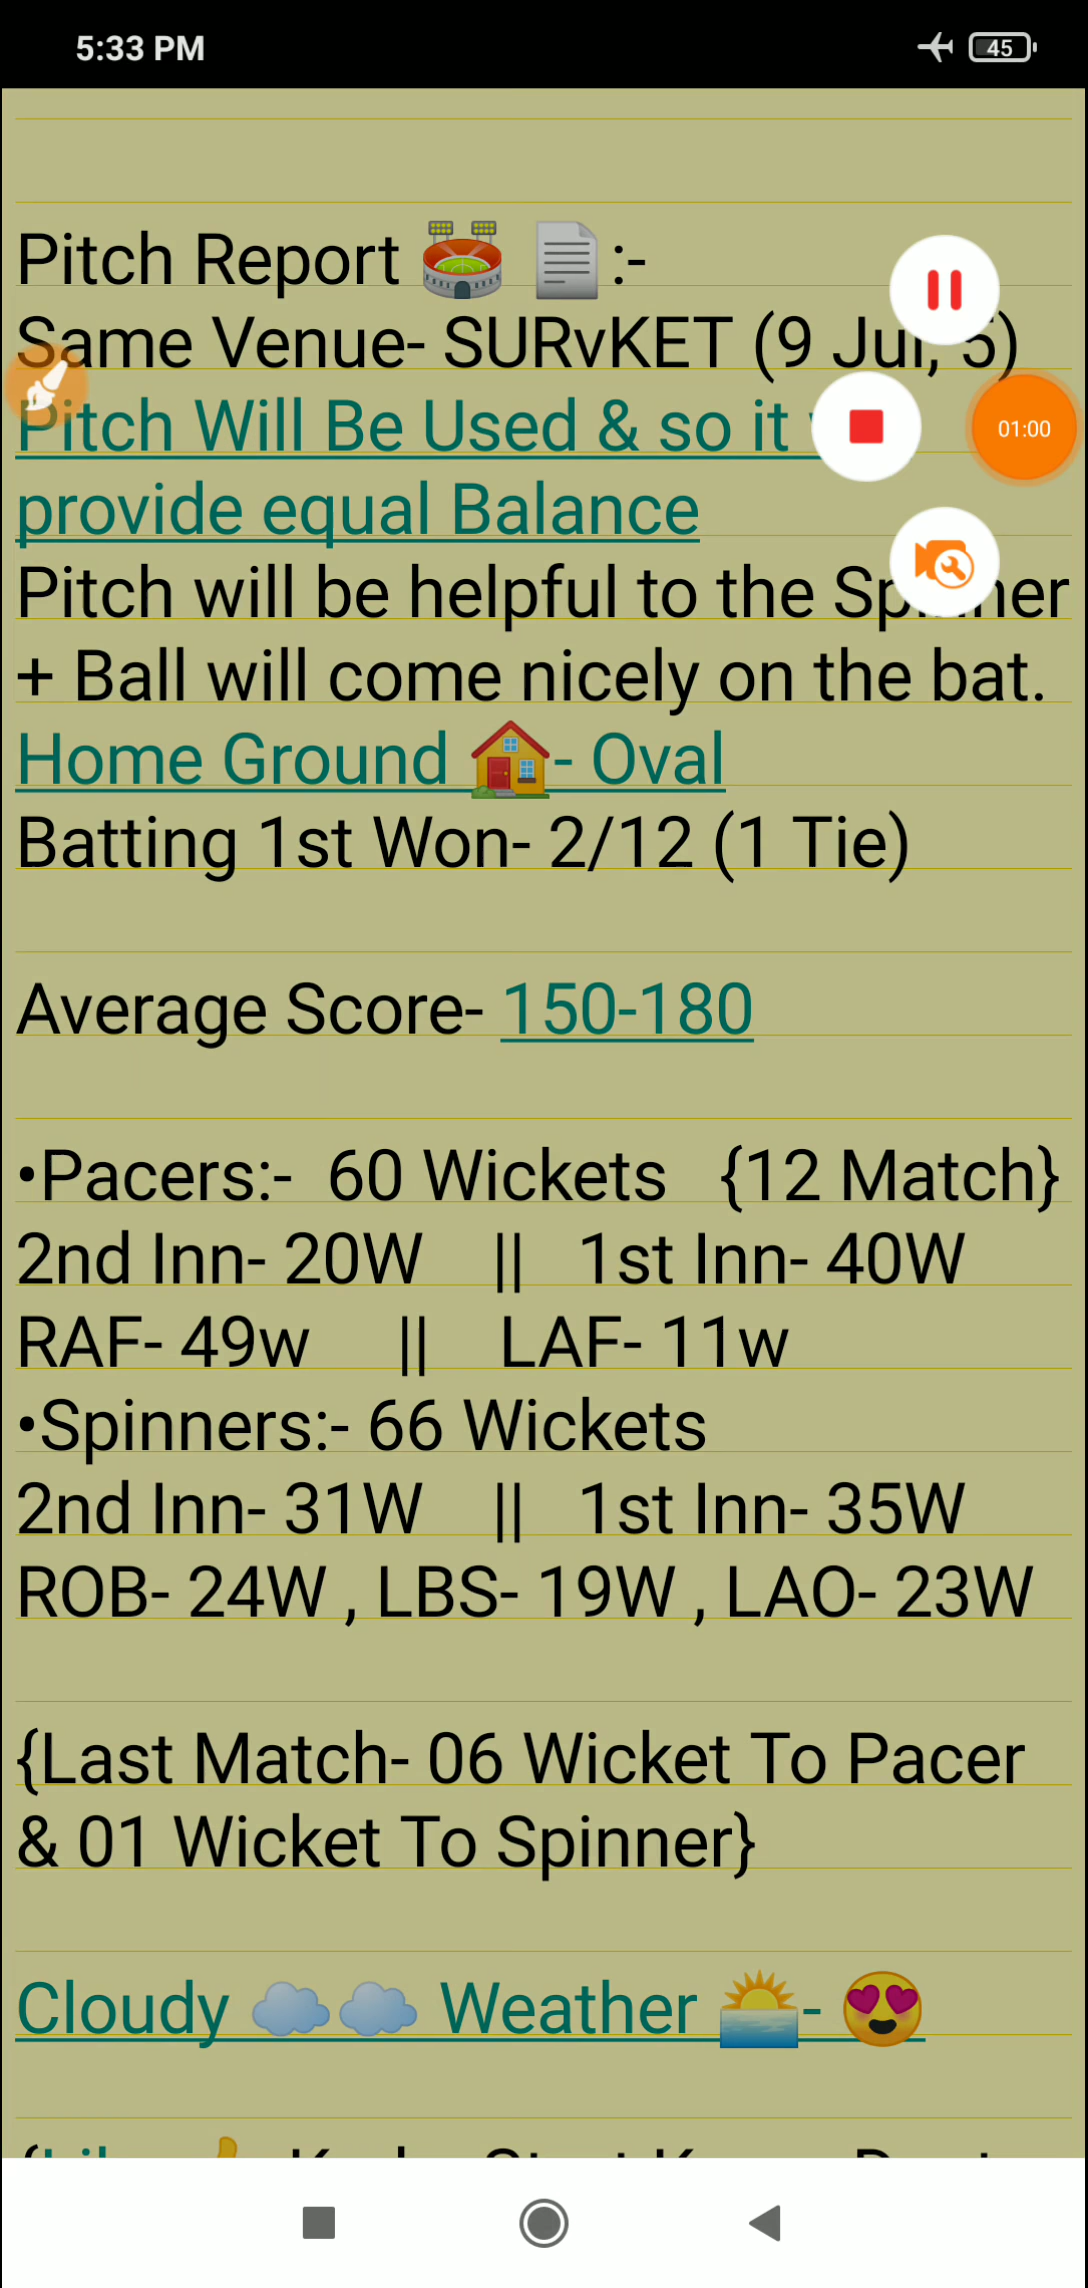 5:33 PM
45
Pitch Report 🏟 📄:-
Same Venue- SURvKET (9 Jul, 5)
01:00
Pitch Will Be Used & so it
provide equal Balance
Pitch will be helpful to the Spinner
+ Ball will come nicely on the bat.
Home Ground 🏠- Oval
Batting 1st Won- 2/12 (1 Tie)
Average Score- 150-180
•Pacers:- 60 Wickets {12 Match}
2nd Inn- 20W || 1st Inn- 40W
RAF- 49w || LAF- 11w
•Spinners:- 66 Wickets
2nd Inn- 31W || 1st Inn- 35W
ROB- 24W , LBS- 19W , LAO- 23W
{Last Match- 06 Wicket To Pacer
& 01 Wicket To Spinner}
Cloudy ☁️☁️ Weather 🌅- 😍